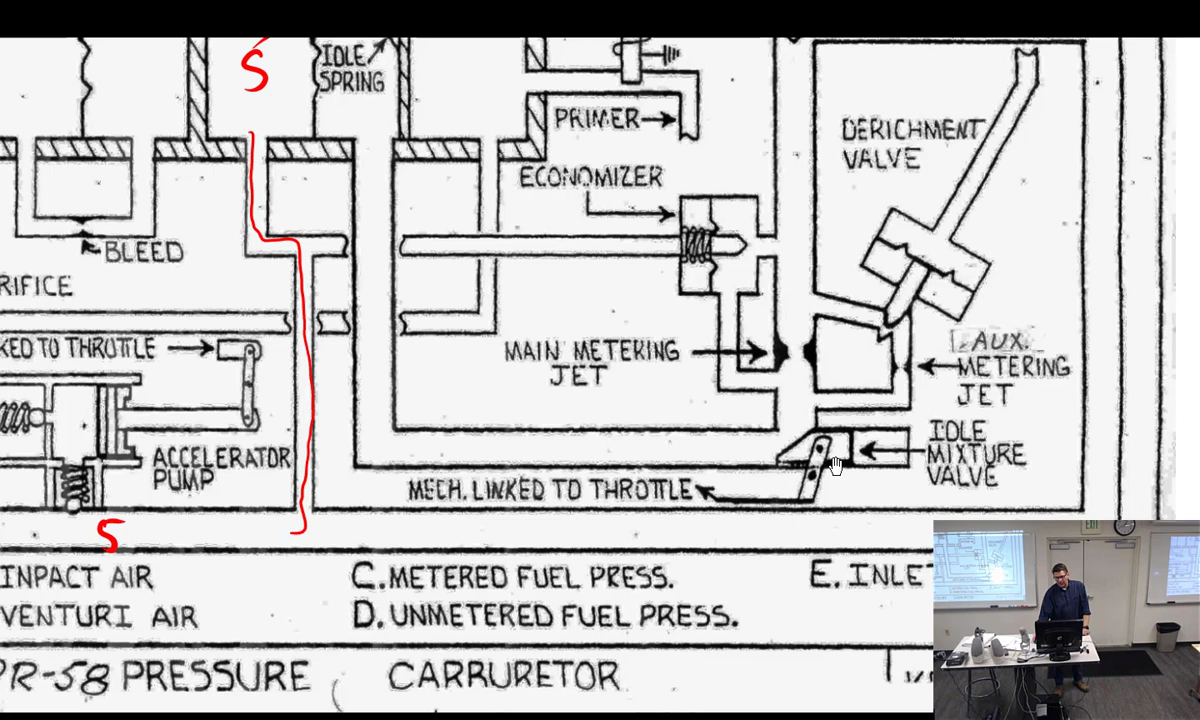 S
IDLE
SPRING
PRIMER
DERICHMENT
VALVE
ECONOMIZER
BLEED
RIFICE
KED TO THROTTLE
MAIN METERING
JET
AUX.
METERING
JET
ACCELERATOR
PUMP
IDLE
MIXTURE
VALVE
MECH. LINKED TO THROTTLE
S
INPACT AIR
C. METERED FUEL PRESS.
E. INLE
VENTURI AIR
D. UNMETERED FUEL PRESS.
PR-58 PRESSURE CARRURETOR
EXIT